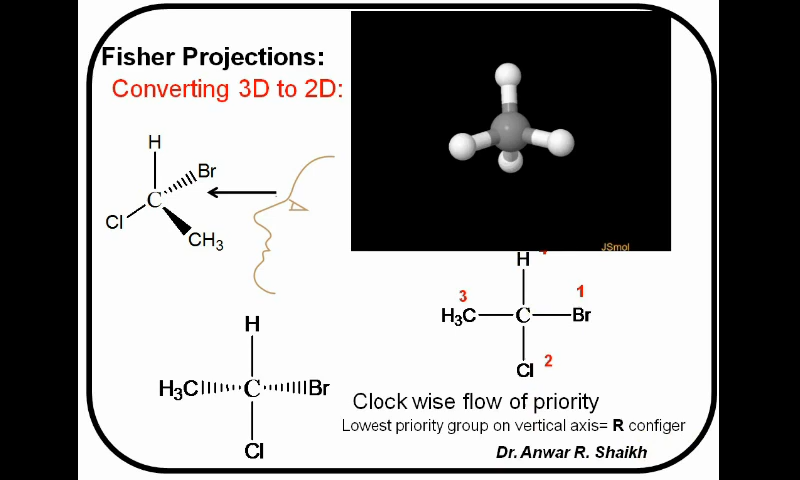 Fisher Projections:
Converting 3D to 2D:
H
Br
C
Cl
CH3
JSmol
H
3
1
H3C C Br
Cl 2
H
H3C C Br
Cl
Clock wise flow of priority
Lowest priority group on vertical axis= R configer
Dr. Anwar R. Shaikh